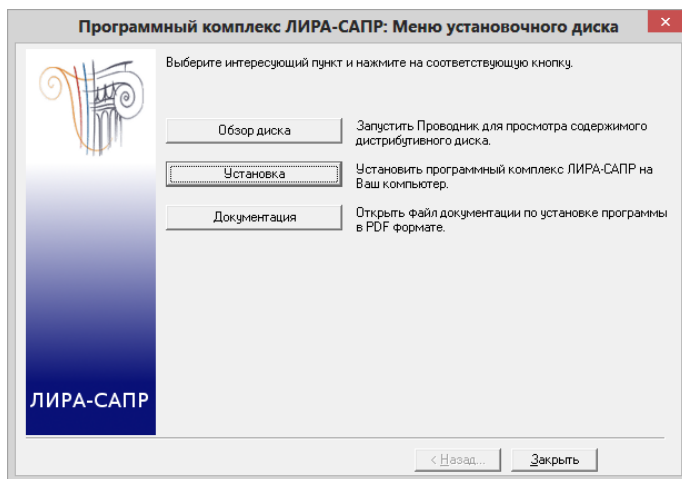 Программный комплекс ЛИРА-САПР: Меню установочного диска
Выберите интересующий пункт и нажмите на соответствующую кнопку.
Обзор диска
Запустить Проводник для просмотра содержимого
дистрибутивного диска.
Установка
Установить программный комплекс ЛИРА-САПР на
Ваш компьютер.
Документация
Открыть файл документации по установке программы
в PDF формате.
ЛИРА-САПР
< Назад...
Закрыть